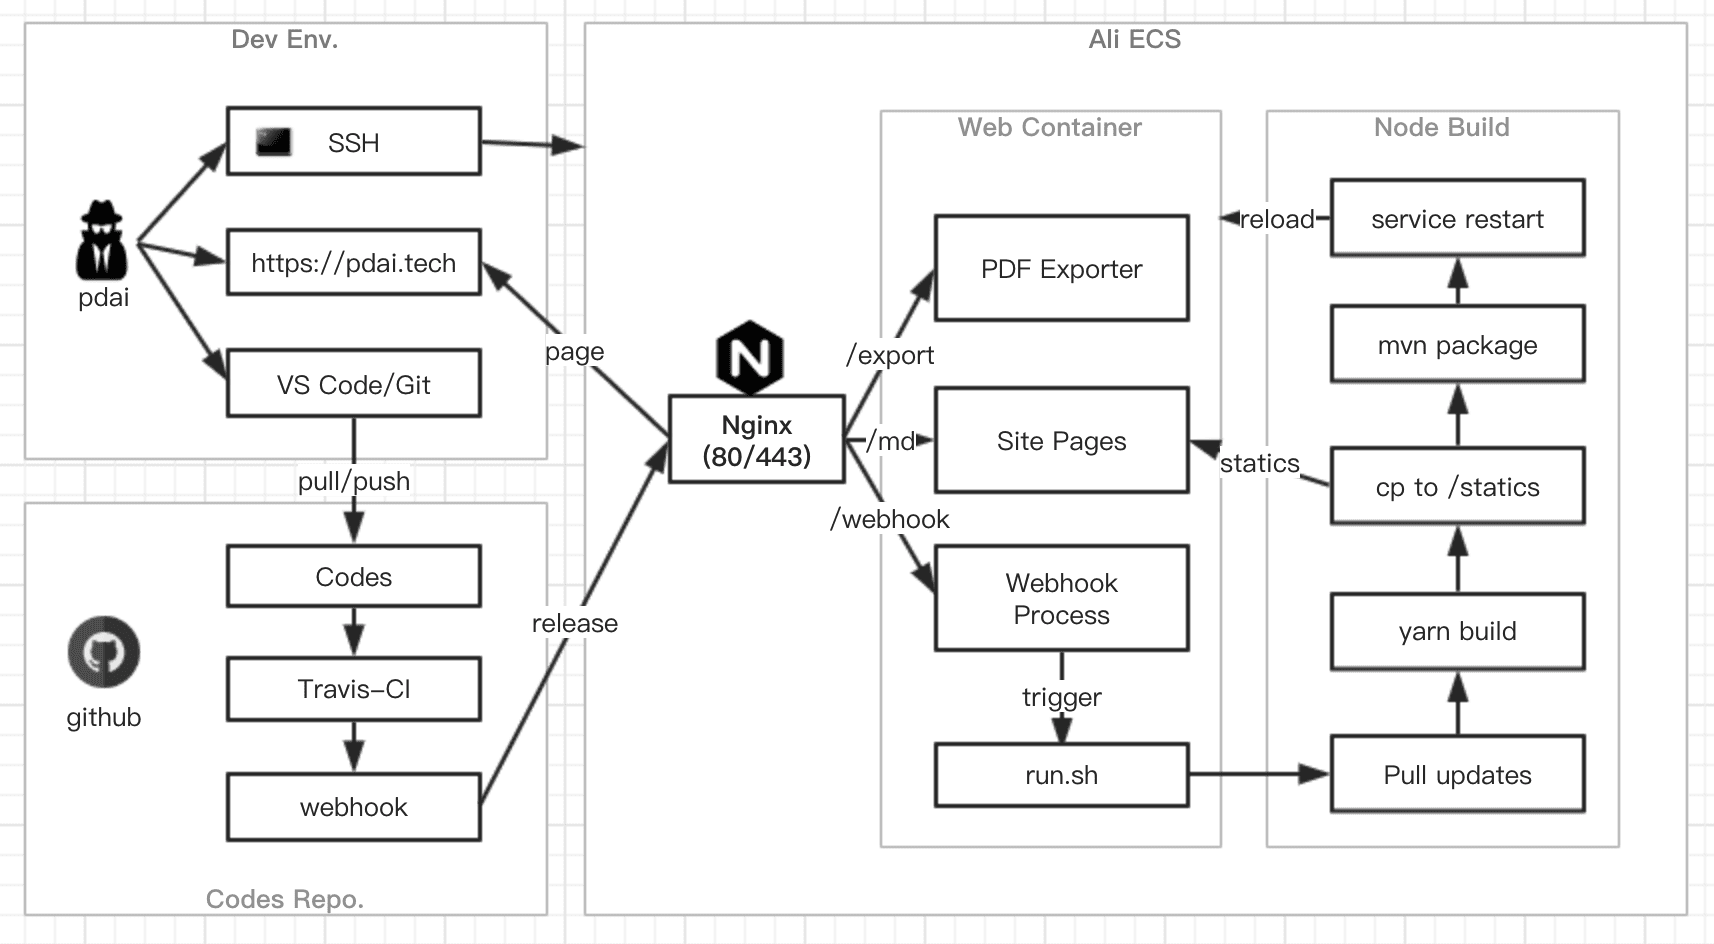 Dev Env.
SSH
https://pdai.tech
pdai
VS Code/Git
pull/push
Codes
Travis-CI
github
webhook
Codes Repo.
page
release
Ali ECS
Nginx
(80/443)
/export
/md
/webhook
Web Container
PDF Exporter
Site Pages
Webhook
Process
trigger
run.sh
reload
statics
Node Build
service restart
mvn package
cp to /statics
yarn build
Pull updates